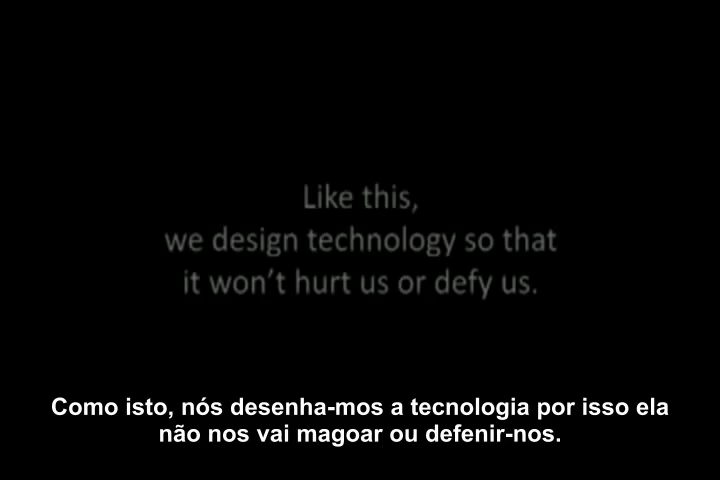 Like this,
we design technology so that
it won't hurt us or defy us.
Como isto, nós desenha-mos a tecnologia por isso ela
não nos vai magoar ou defenir-nos.